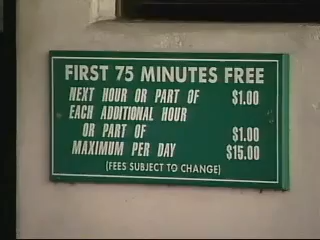 FIRST 75 MINUTES FREE
NEXT HOUR OR PART OF $1.00
EACH ADDITIONAL HOUR
OR PART OF $1.00
MAXIMUM PER DAY $15.00
(FEES SUBJECT TO CHANGE)